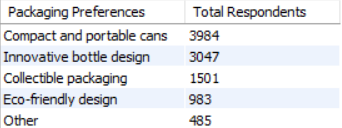 Packaging Preferences Total Respondents
Compact and portable cans 3984
Innovative bottle design 3047
Collectible packaging 1501
Eco-friendly design 983
Other 485